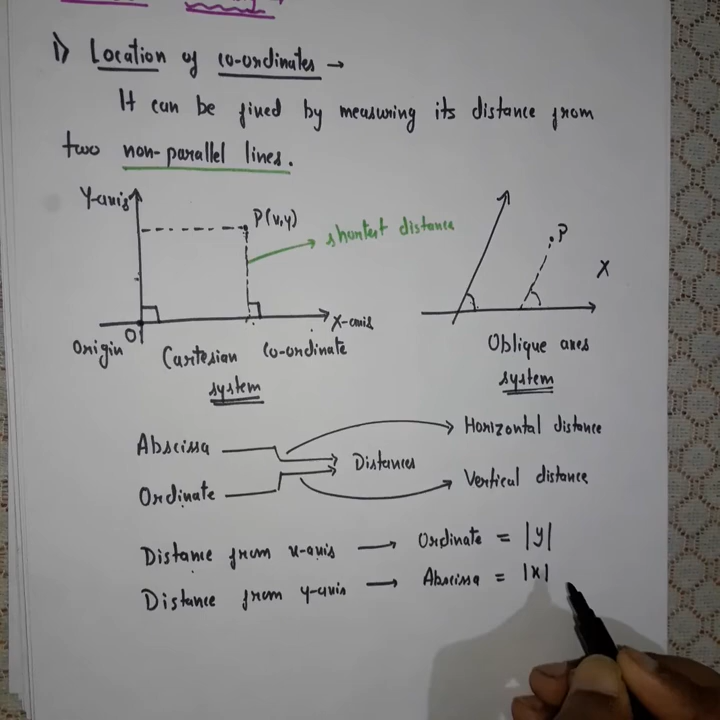 i) Location of co-ordinates →
It can be fixed by measuring its distance from
two non-parallel lines.
Y-axis
P(x,y)
shortest distance
P
X
O
X-axis
Origin
Cartesian Co-ordinate
system
Oblique axes
system
Abscissa
Horizontal distance
Distances
Ordinate
Vertical distance
Distance from x-axis → Ordinate = |y|
Distance from y-axis → Abscissa = |x|